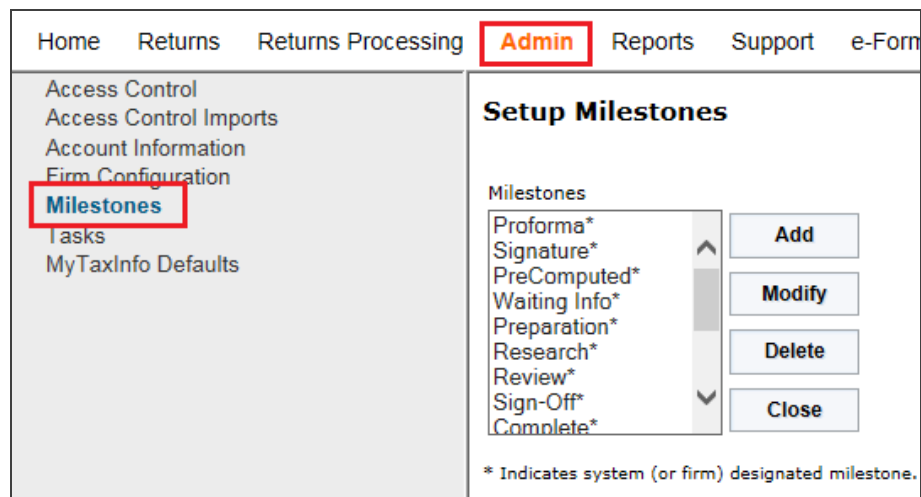 Home Returns Returns Processing Admin Reports Support e-Form
Access Control
Access Control Imports
Account Information
Firm Configuration
Milestones
Tasks
MyTaxInfo Defaults
Setup Milestones
Milestones
Proforma*
Signature*
PreComputed*
Waiting Info*
Preparation*
Research*
Review*
Sign-Off*
Complete*
Add
Modify
Delete
Close
* Indicates system (or firm) designated milestone.